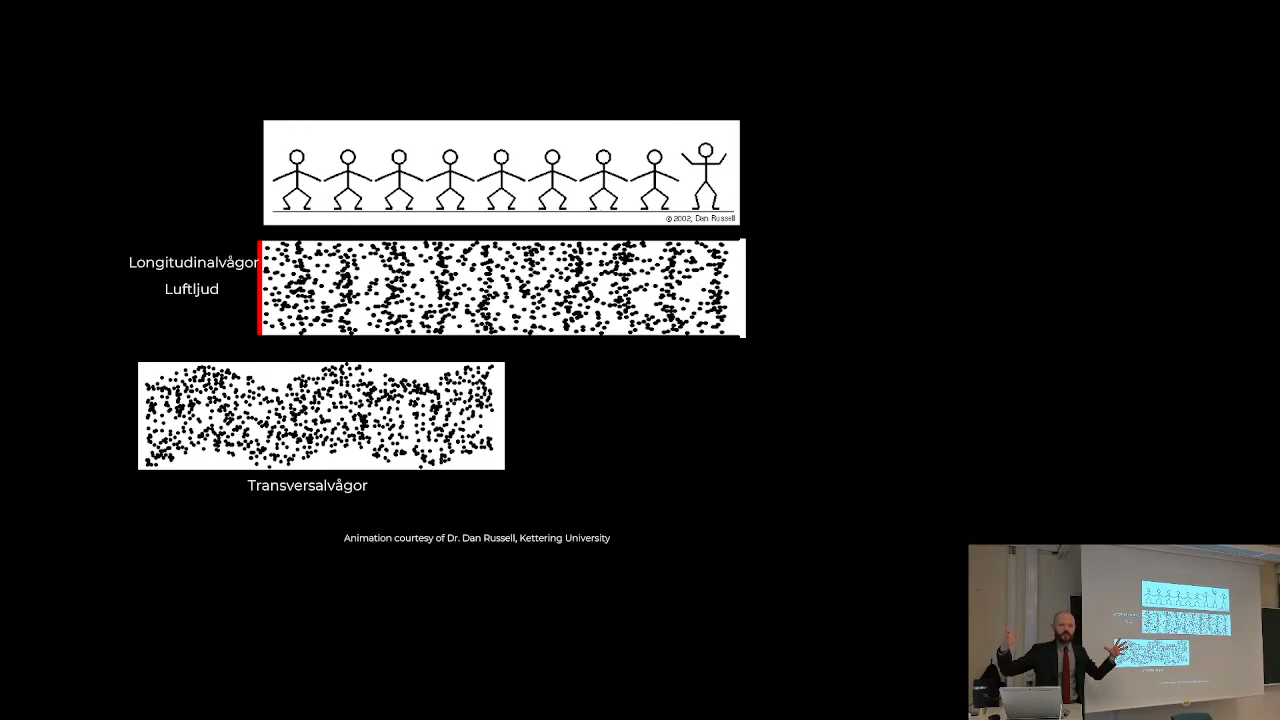 © 2002, Dan Russell
Longitudinalvågor
Luftljud
Transversalvågor
Animation courtesy of Dr. Dan Russell, Kettering University